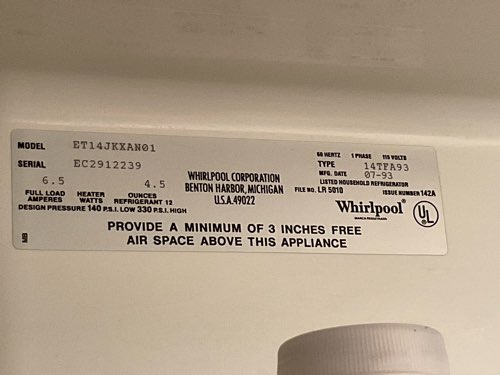 MODEL ET14JKXAN01
SERIAL EC2912239
6.5 4.5
FULL LOAD AMPERES HEATER WATTS OUNCES REFRIGERANT 12
DESIGN PRESSURE 140 P.S.I. LOW 330 P.S.I. HIGH
WHIRLPOOL CORPORATION
BENTON HARBOR, MICHIGAN
U.S.A. 49022
60 HERTZ 1 PHASE 115 VOLTS
TYPE 14TFA93
MFG. DATE 07-93
LISTED HOUSEHOLD REFRIGERATOR
FILE NO. LR 5010 ISSUE NUMBER 142A
Whirlpool
UL
PROVIDE A MINIMUM OF 3 INCHES FREE
AIR SPACE ABOVE THIS APPLIANCE
MB